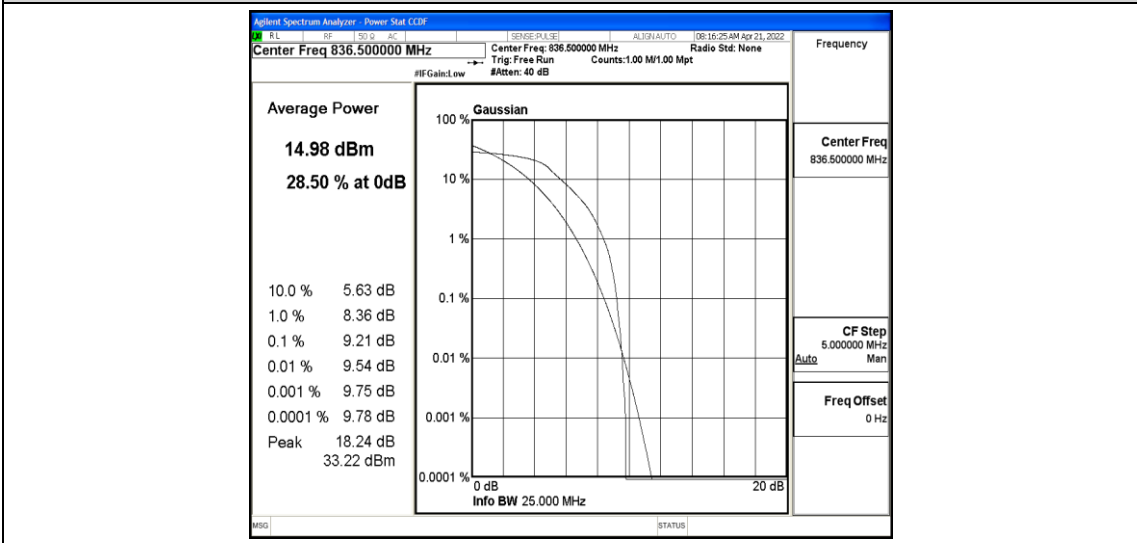 Agilent Spectrum Analyzer - Power Stat CCDF
LXI RL RF 50 Ω AC SENSE:PULSE ALIGN AUTO 08:16:25 AM Apr 21, 2022
Center Freq 836.500000 MHz Center Freq: 836.500000 MHz Radio Std: None
Trig: Free Run Counts:1.00 M/1.00 Mpt
#IFGain:Low #Atten: 40 dB
Frequency
Average Power
14.98 dBm
28.50 % at 0dB
10.0 % 5.63 dB
1.0 % 8.36 dB
0.1 % 9.21 dB
0.01 % 9.54 dB
0.001 % 9.75 dB
0.0001 % 9.78 dB
Peak 18.24 dB
33.22 dBm
Gaussian
100 %
10 %
1 %
0.1 %
0.01 %
0.001 %
0.0001 %
0 dB 20 dB
Info BW 25.000 MHz
Center Freq
836.500000 MHz
CF Step
5.000000 MHz
Auto Man
Freq Offset
0 Hz
MSG STATUS